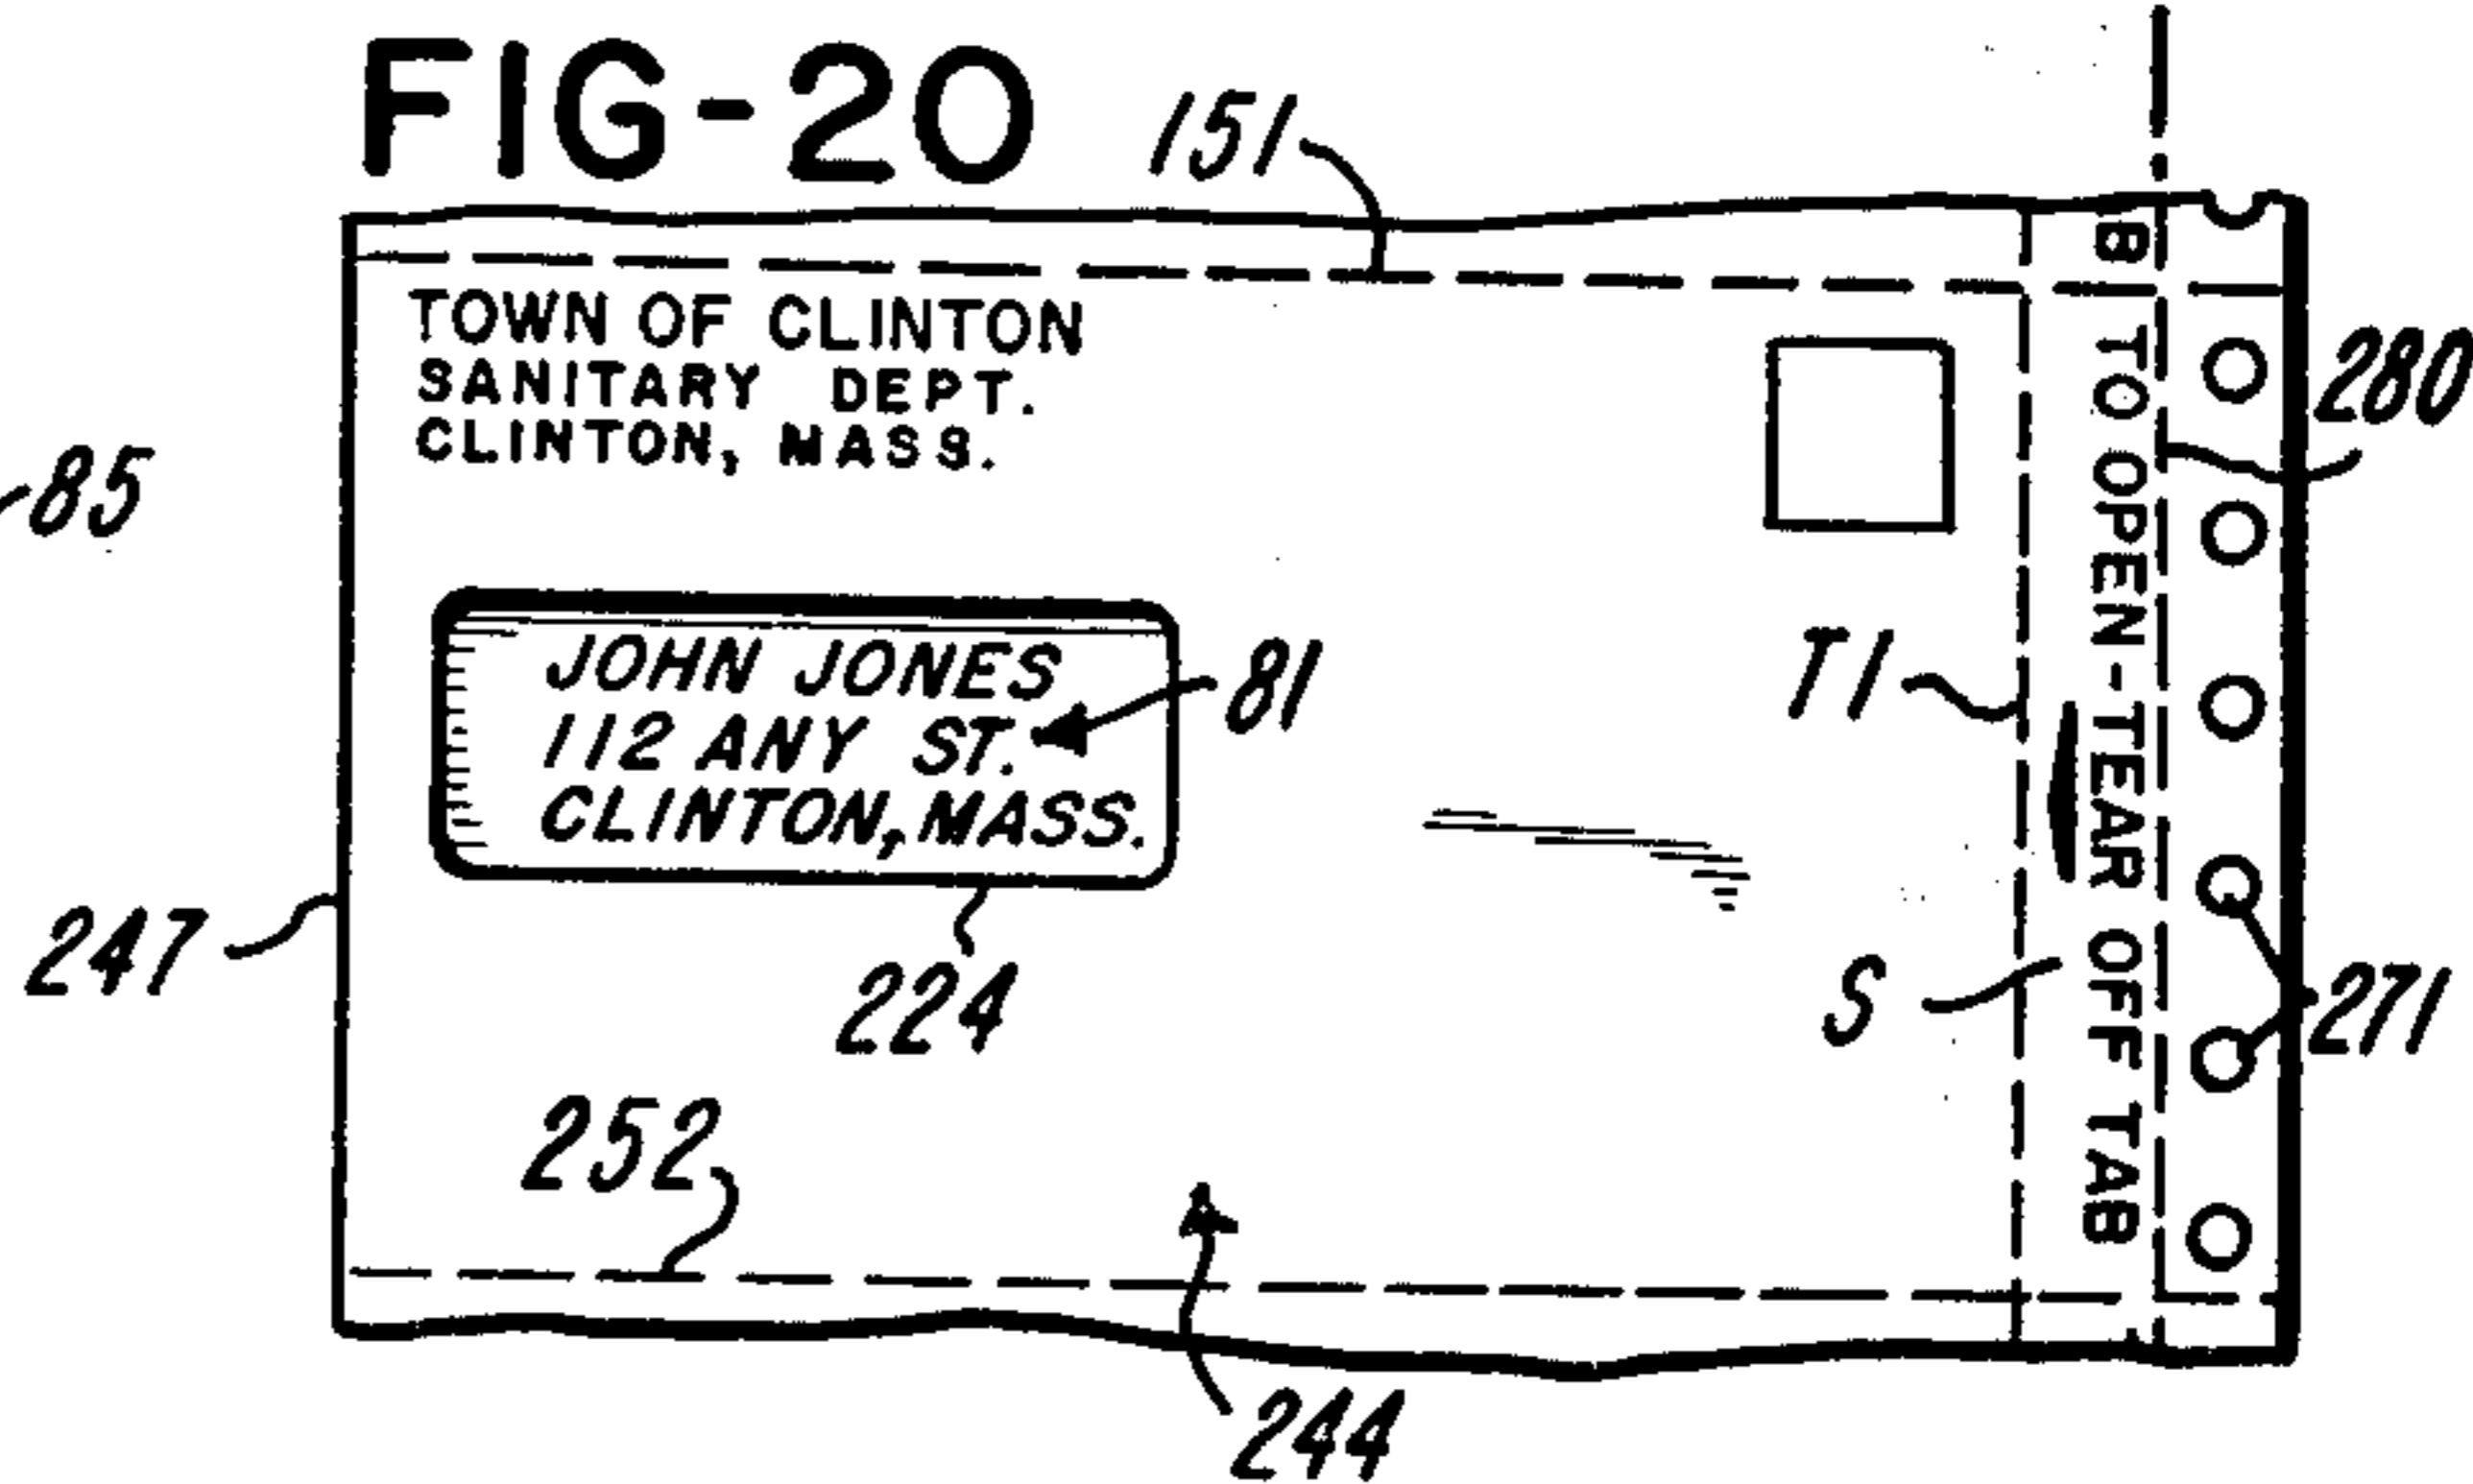 FIG-20
151
TOWN OF CLINTON
SANITARY DEPT.
CLINTON, MASS.
280
85
JOHN JONES
112 ANY ST.
CLINTON, MASS.
81
T1
247
224
S
271
252
244
B TO OPEN-TEAR OFF TAB